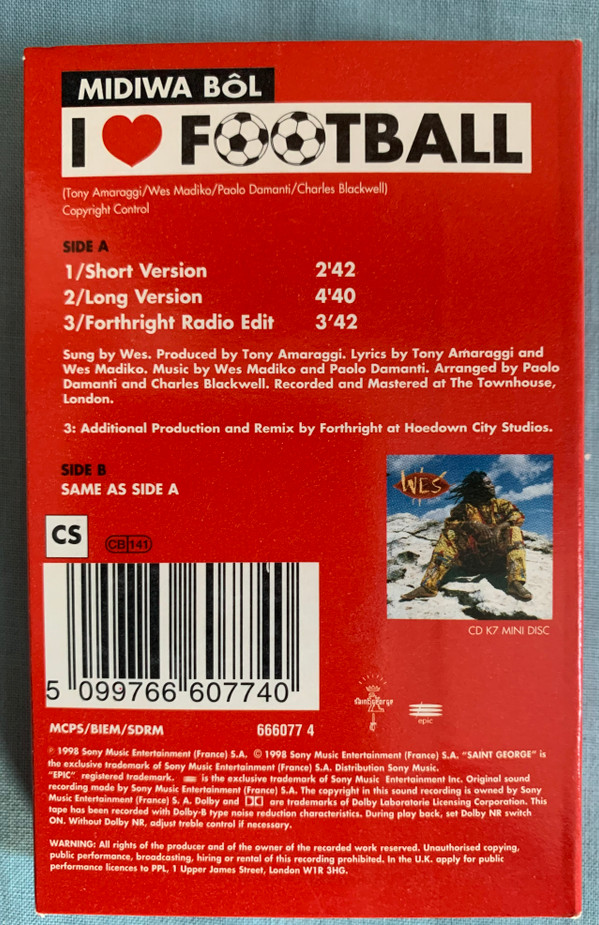 MIDIWA BÔL
I ♥ FOOTBALL
(Tony Amaraggi/Wes Madiko/Paolo Damanti/Charles Blackwell)
Copyright Control
SIDE A
1/Short Version 2'42
2/Long Version 4'40
3/Forthright Radio Edit 3'42
Sung by Wes. Produced by Tony Amaraggi. Lyrics by Tony Amaraggi and
Wes Madiko. Music by Wes Madiko and Paolo Damanti. Arranged by Paolo
Damanti and Charles Blackwell. Recorded and Mastered at The Townhouse,
London.
3: Additional Production and Remix by Forthright at Hoedown City Studios.
SIDE B
SAME AS SIDE A
WES
CS
CB 141
CD K7 MINI DISC
5 099766 607740
saint george
epic
MCPS/BIEM/SDRM 666077 4
℗ 1998 Sony Music Entertainment (France) S.A. © 1998 Sony Music Entertainment (France) S.A. "SAINT GEORGE" is
the exclusive trademark of Sony Music Entertainment (France) S.A. Distribution Sony Music.
"EPIC" registered trademark. is the exclusive trademark of Sony Music Entertainment Inc. Original sound
recording made by Sony Music Entertainment (France) S.A. The copyright in this sound recording is owned by Sony
Music Entertainment (France) S. A. Dolby and are trademarks of Dolby Laboratorie Licensing Corporation. This
tape has been recorded with Dolby-B type noise reduction characteristics. During play back, set Dolby NR switch
ON. Without Dolby NR, adjust treble control if necessary.
WARNING: All rights of the producer and of the owner of the recorded work reserved. Unauthorised copying,
public performance, broadcasting, hiring or rental of this recording prohibited. In the U.K. apply for public
performance licences to PPL, 1 Upper James Street, London W1R 3HG.